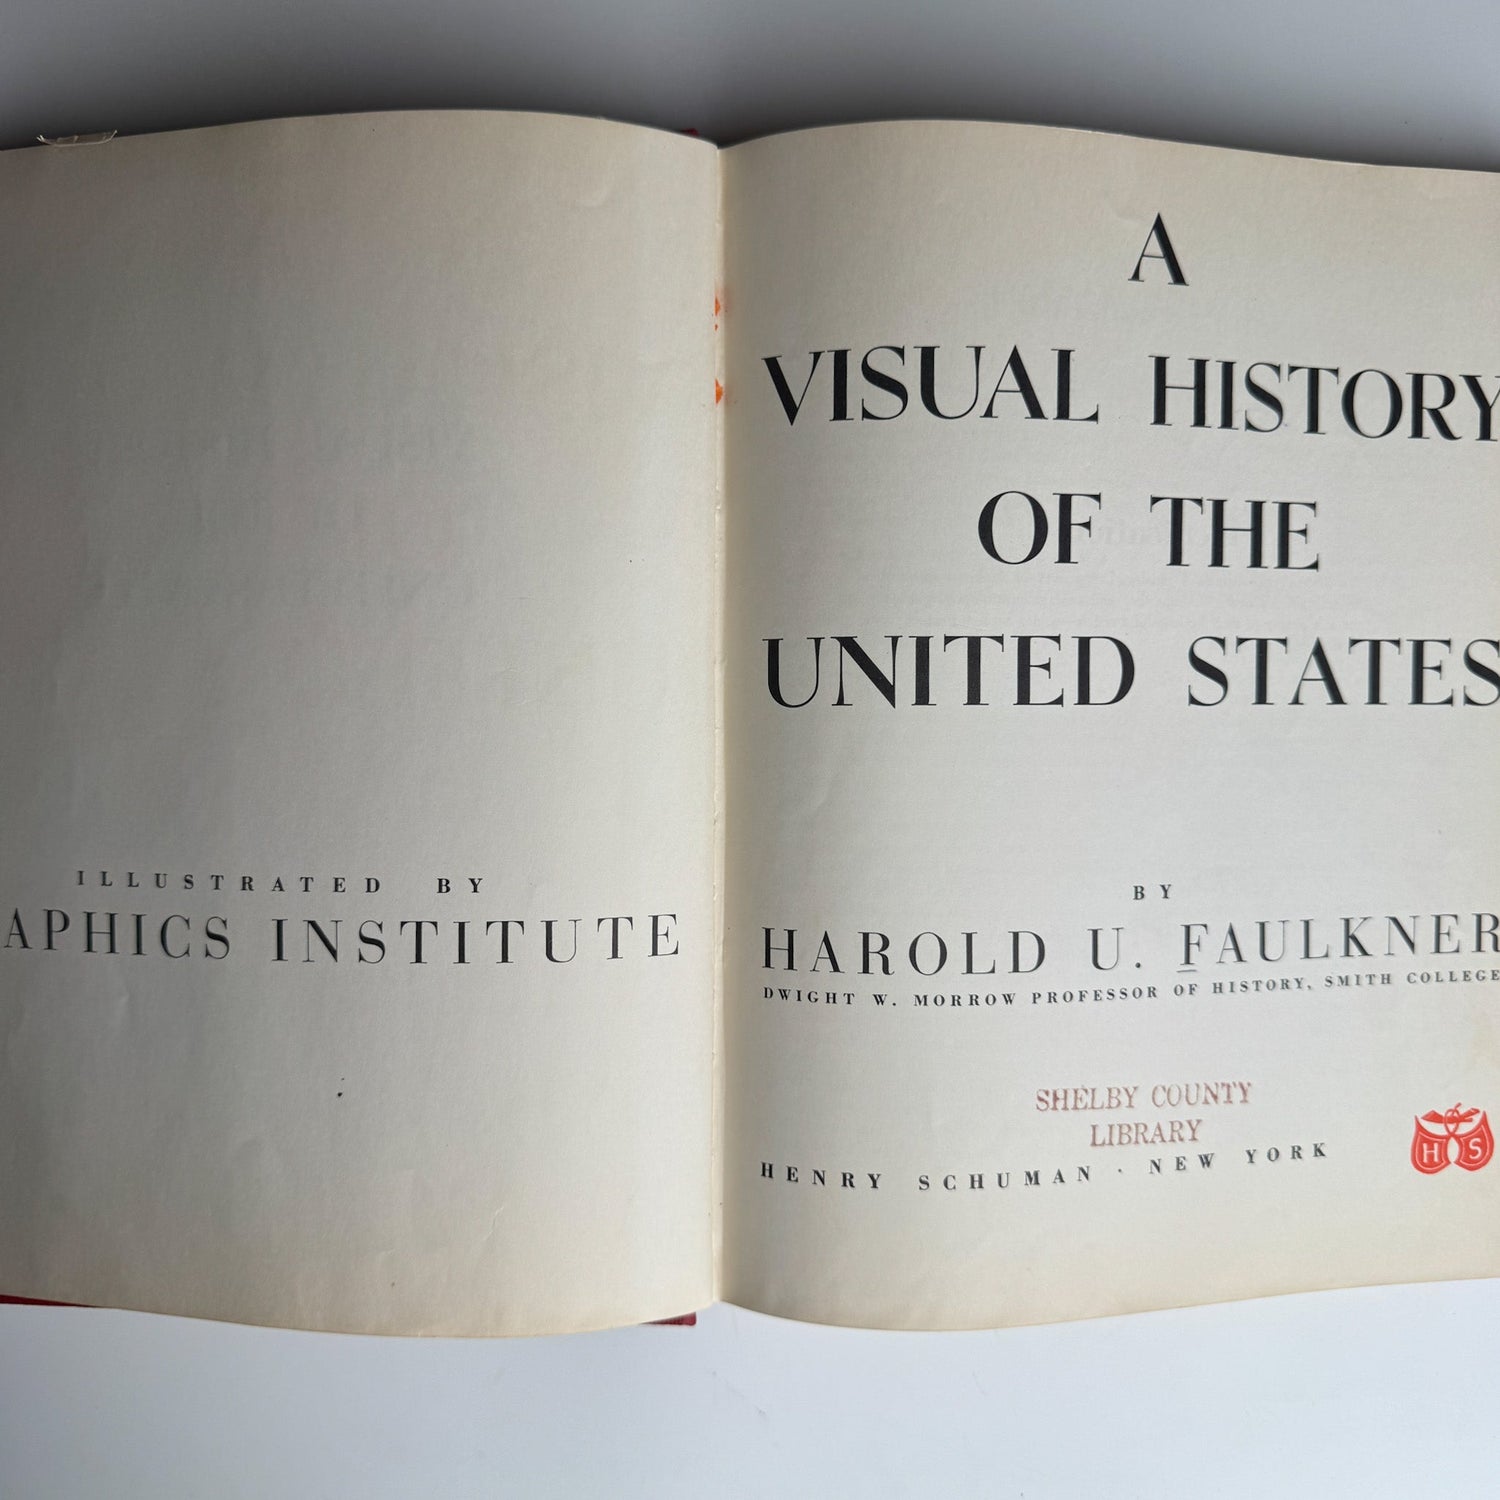 ILLUSTRATED BY
APHICS INSTITUTE
A
VISUAL HISTORY
OF THE
UNITED STATES
BY
HAROLD U. FAULKNER
DWIGHT W. MORROW PROFESSOR OF HISTORY, SMITH COLLEGE
SHELBY COUNTY
LIBRARY
HENRY SCHUMAN · NEW YORK
H S